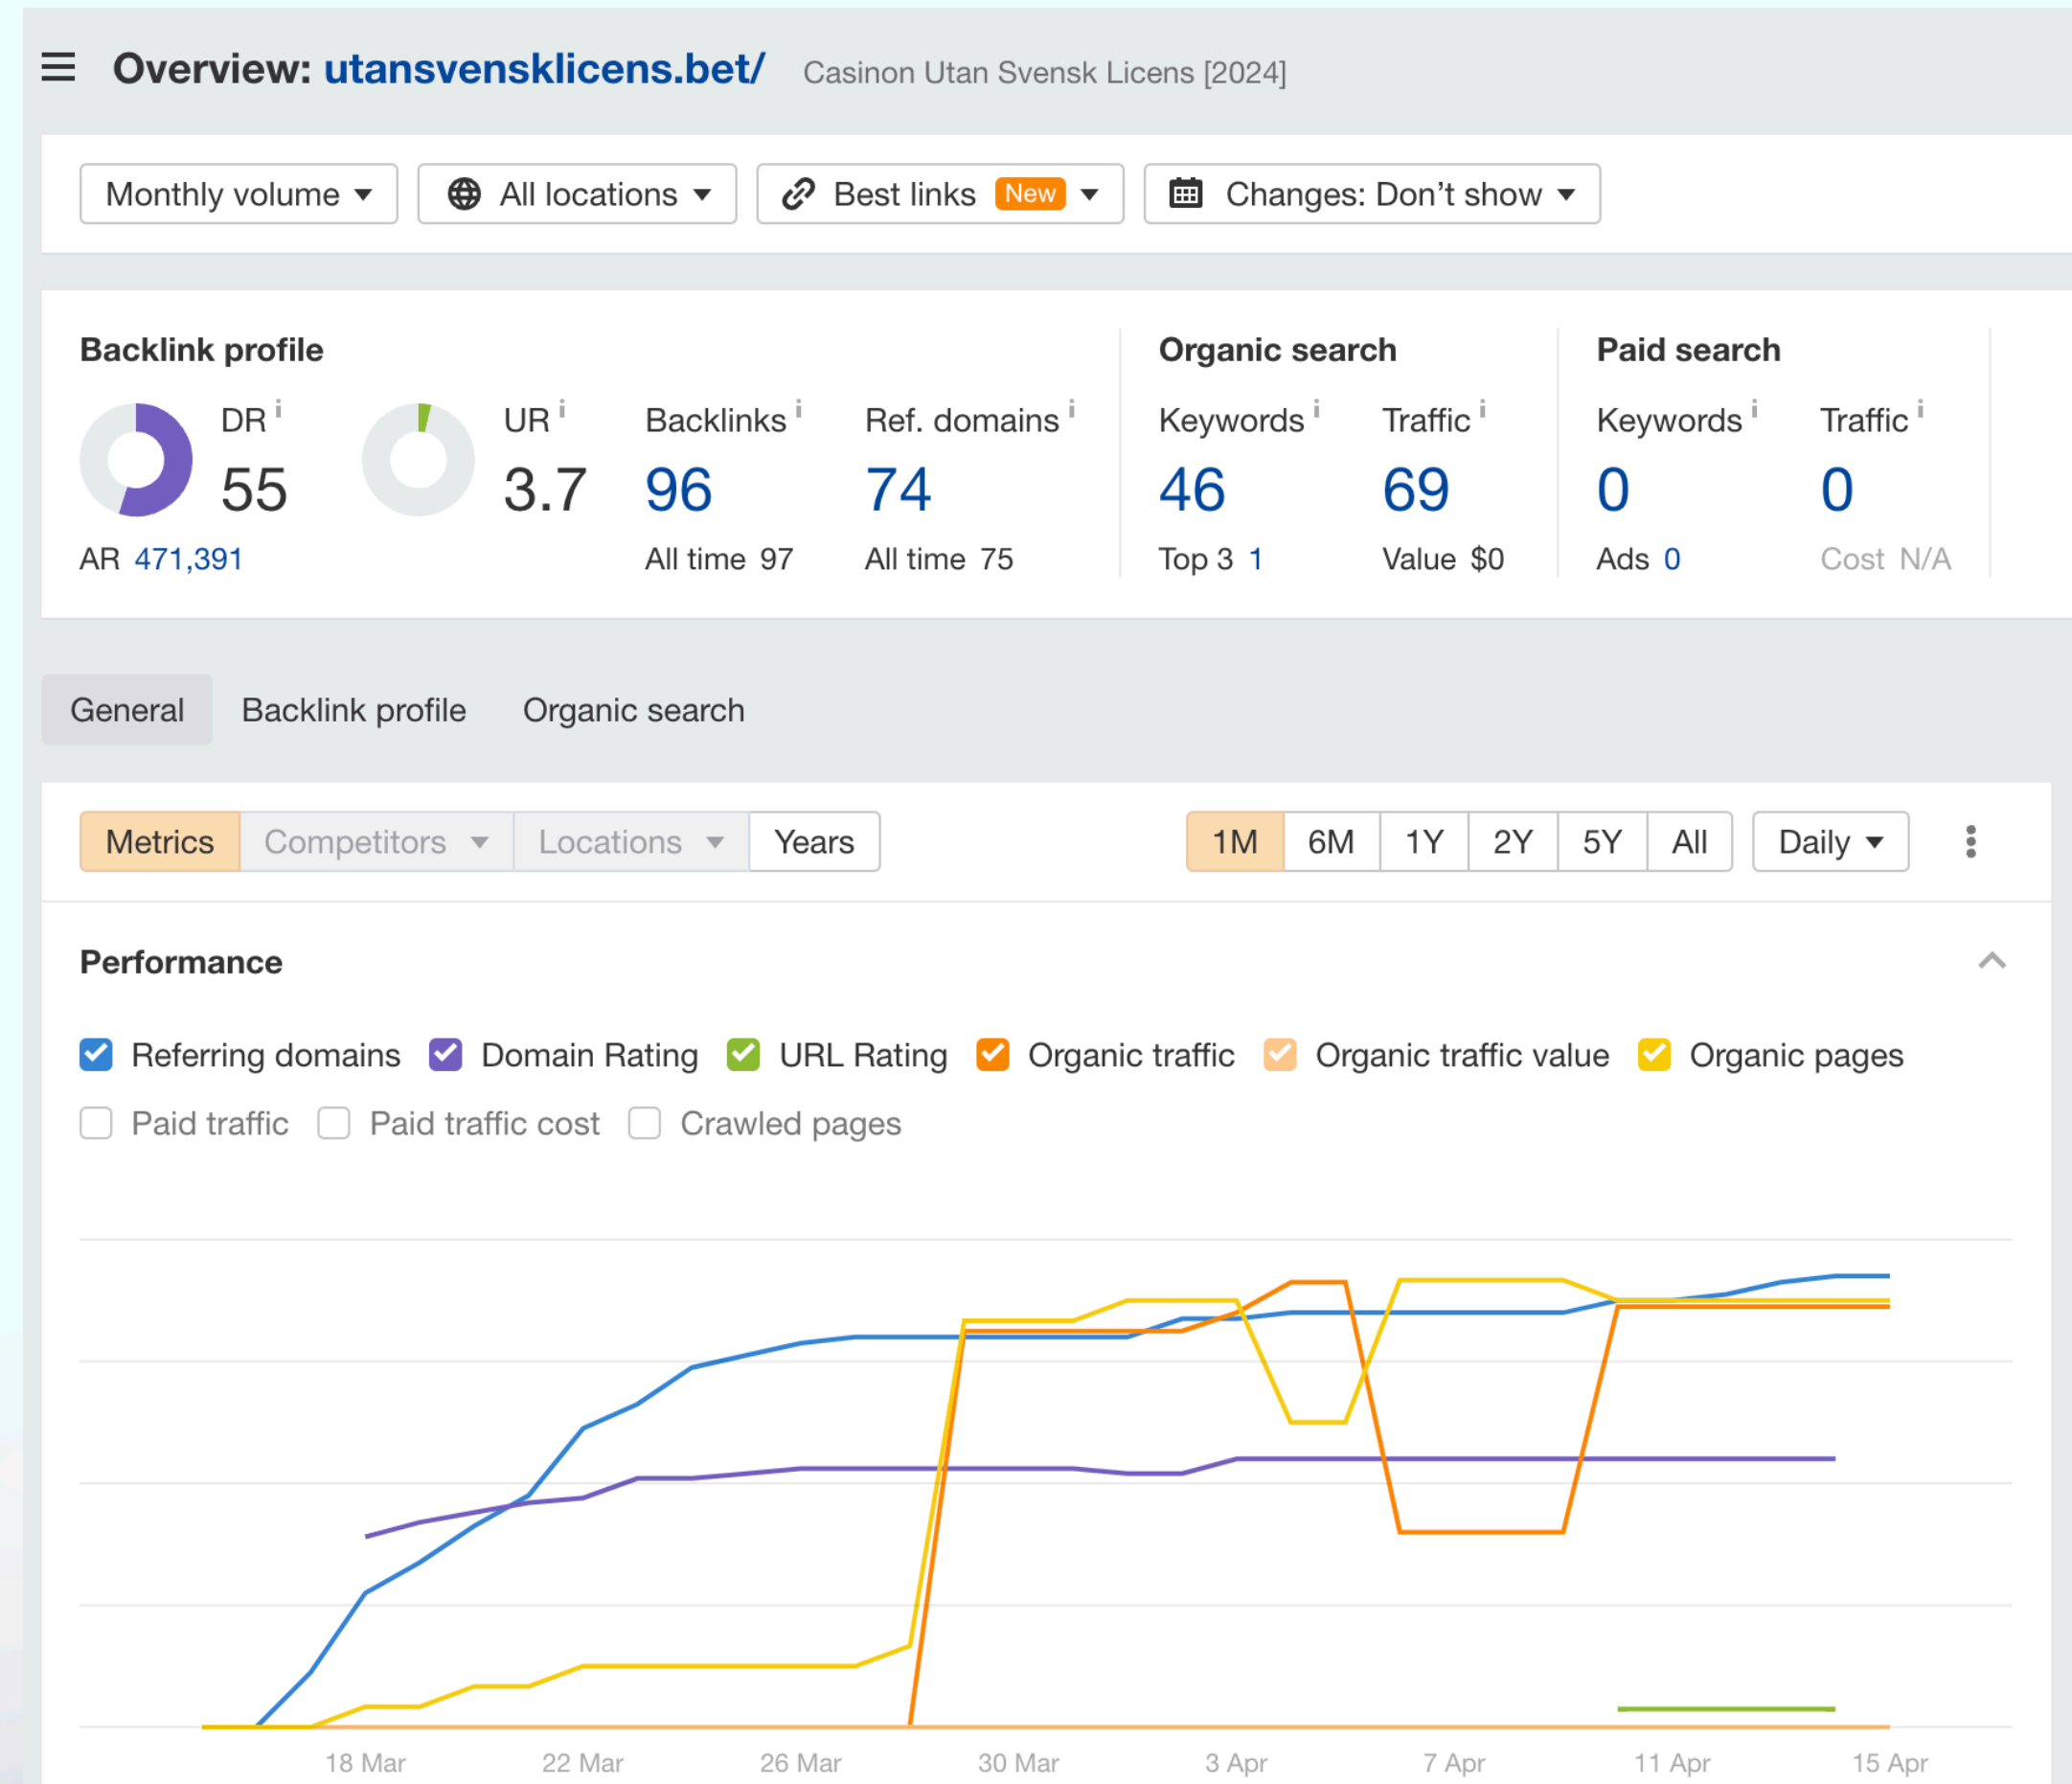 Overview: utansvensklicens.bet/ Casinon Utan Svensk Licens [2024]
Monthly volume All locations Best links New Changes: Don’t show
Backlink profile Organic search Paid search
DR UR Backlinks Ref. domains Keywords Traffic Keywords Traffic
55 3.7 96 74 46 69 0 0
AR 471,391 All time 97 All time 75 Top 3 1 Value $0 Ads 0 Cost N/A
General Backlink profile Organic search
Metrics Competitors Locations Years 1M 6M 1Y 2Y 5Y All Daily
Performance
Referring domains Domain Rating URL Rating Organic traffic Organic traffic value Organic pages
Paid traffic Paid traffic cost Crawled pages
18 Mar 22 Mar 26 Mar 30 Mar 3 Apr 7 Apr 11 Apr 15 Apr